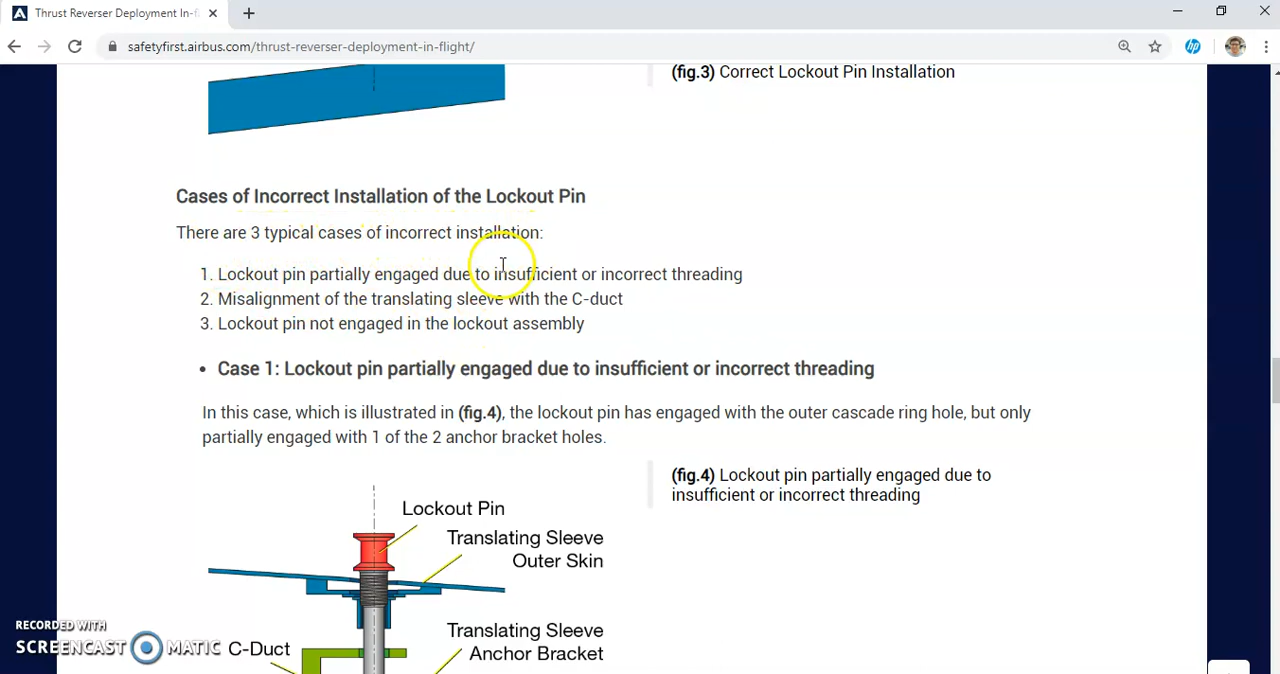 Thrust Reverser Deployment In-fl
safetyfirst.airbus.com/thrust-reverser-deployment-in-flight/
(fig.3) Correct Lockout Pin Installation
Cases of Incorrect Installation of the Lockout Pin
There are 3 typical cases of incorrect installation:
1. Lockout pin partially engaged due to insufficient or incorrect threading
2. Misalignment of the translating sleeve with the C-duct
3. Lockout pin not engaged in the lockout assembly
• Case 1: Lockout pin partially engaged due to insufficient or incorrect threading
In this case, which is illustrated in (fig.4), the lockout pin has engaged with the outer cascade ring hole, but only
partially engaged with 1 of the 2 anchor bracket holes.
(fig.4) Lockout pin partially engaged due to
insufficient or incorrect threading
Lockout Pin
Translating Sleeve
Outer Skin
Translating Sleeve
Anchor Bracket
C-Duct
RECORDED WITH
SCREENCAST MATIC
hp